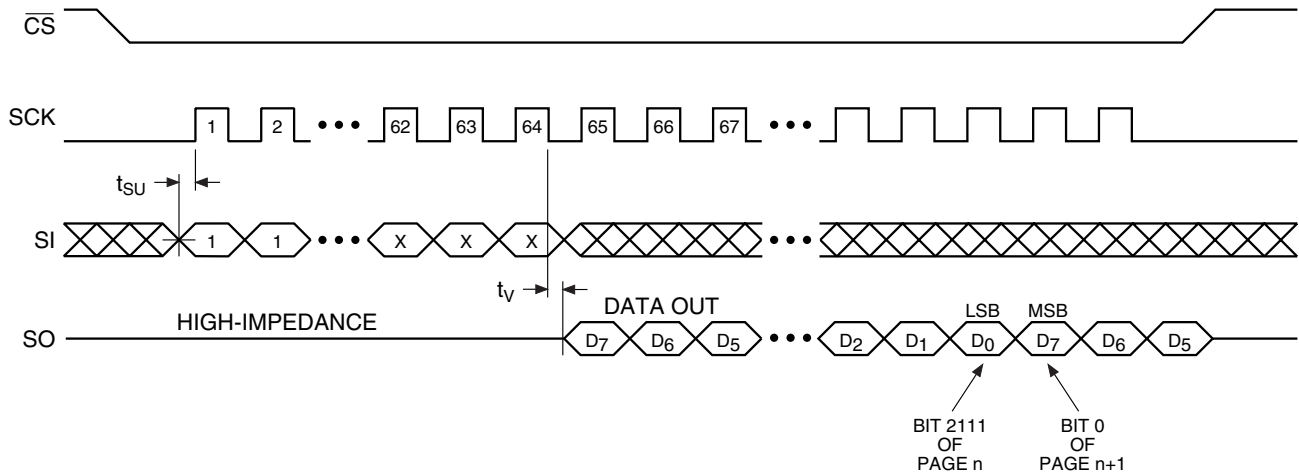 CS
SCK 1 2 ••• 62 63 64 65 66 67 •••
tSU
SI 1 1 ••• X X X •••
tV
DATA OUT
HIGH-IMPEDANCE
LSB MSB
SO D7 D6 D5 ••• D2 D1 D0 D7 D6 D5
BIT 2111
OF
PAGE n
BIT 0
OF
PAGE n+1